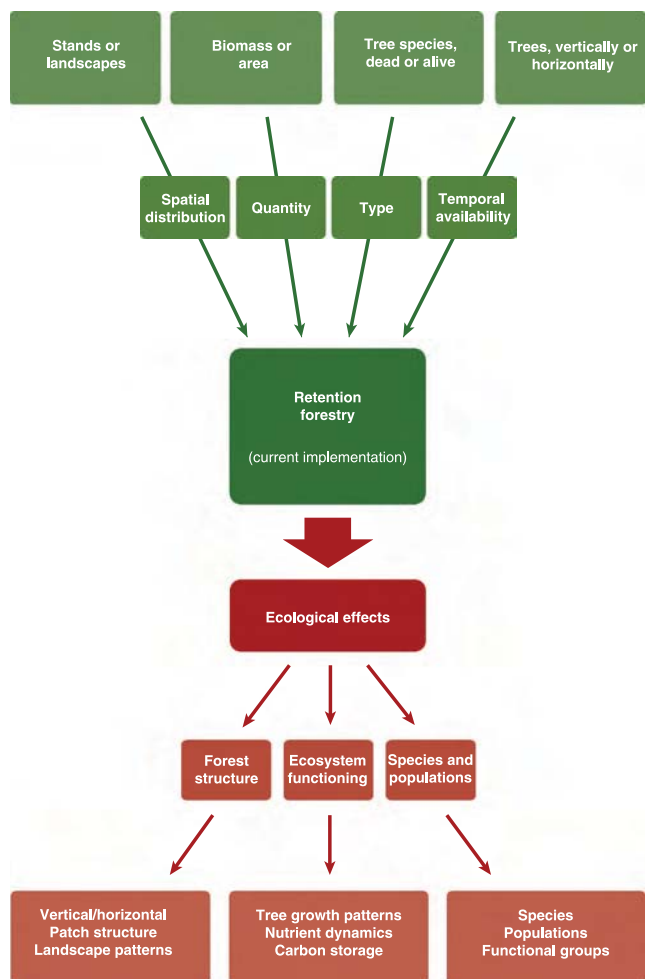 Stands or
landscapes
Biomass or
area
Tree species,
dead or alive
Trees, vertically or
horizontally
Spatial
distribution
Quantity
Type
Temporal
availability
Retention
forestry
(current implementation)
Ecological effects
Forest
structure
Ecosystem
functioning
Species and
populations
Vertical/horizontal
Patch structure
Landscape patterns
Tree growth patterns
Nutrient dynamics
Carbon storage
Species
Populations
Functional groups